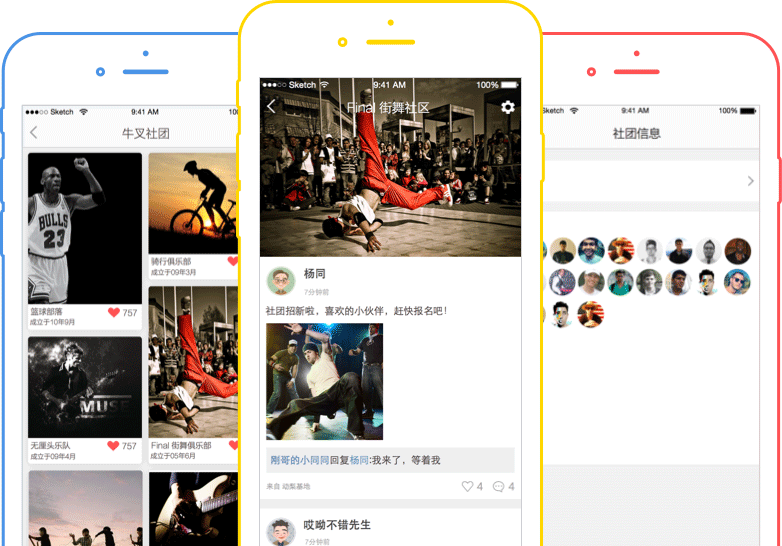 Sketch 9:41 AM 10
牛叉社团
BULLS
23
篮球部落
757
成立于10年9月
骑行俱乐部
成立于09年3月
MUSE
无厘头乐队
757
成立于09年4月
Final 街舞俱乐部
成立于05年6月
Sketch 9:41 AM 100%
Final 街舞社区
杨同
7分钟前
社团招新啦，喜欢的小伙伴，赶快报名吧！
刚哥的小同同回复杨同:我来了，等着我
来自 动梨基地
4 4
哎呦不错先生
7分钟前
Sketch 9:41 AM 100%
社团信息